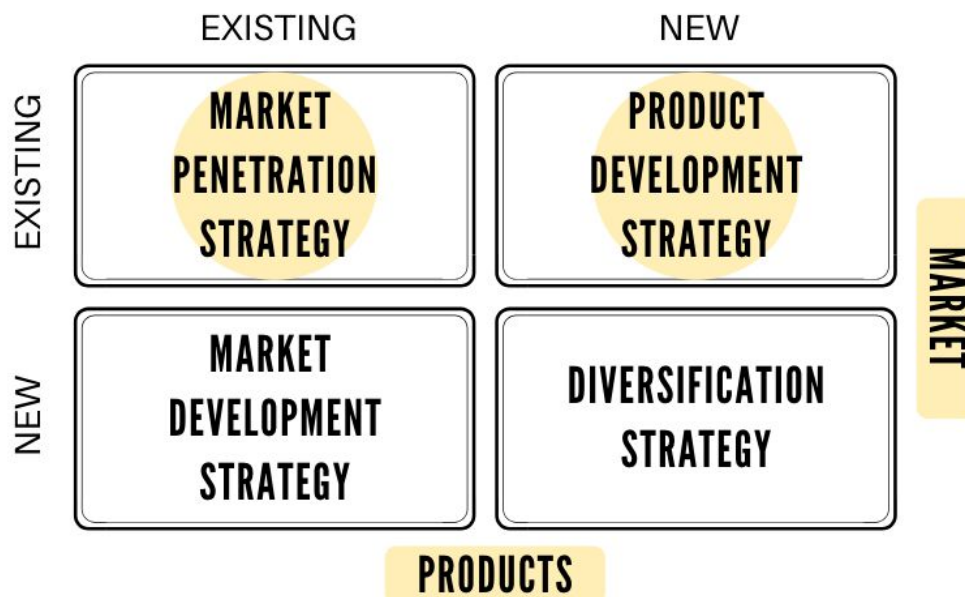 EXISTING NEW
EXISTING
MARKET
PENETRATION
STRATEGY
PRODUCT
DEVELOPMENT
STRATEGY
MARKET
NEW
MARKET
DEVELOPMENT
STRATEGY
DIVERSIFICATION
STRATEGY
PRODUCTS